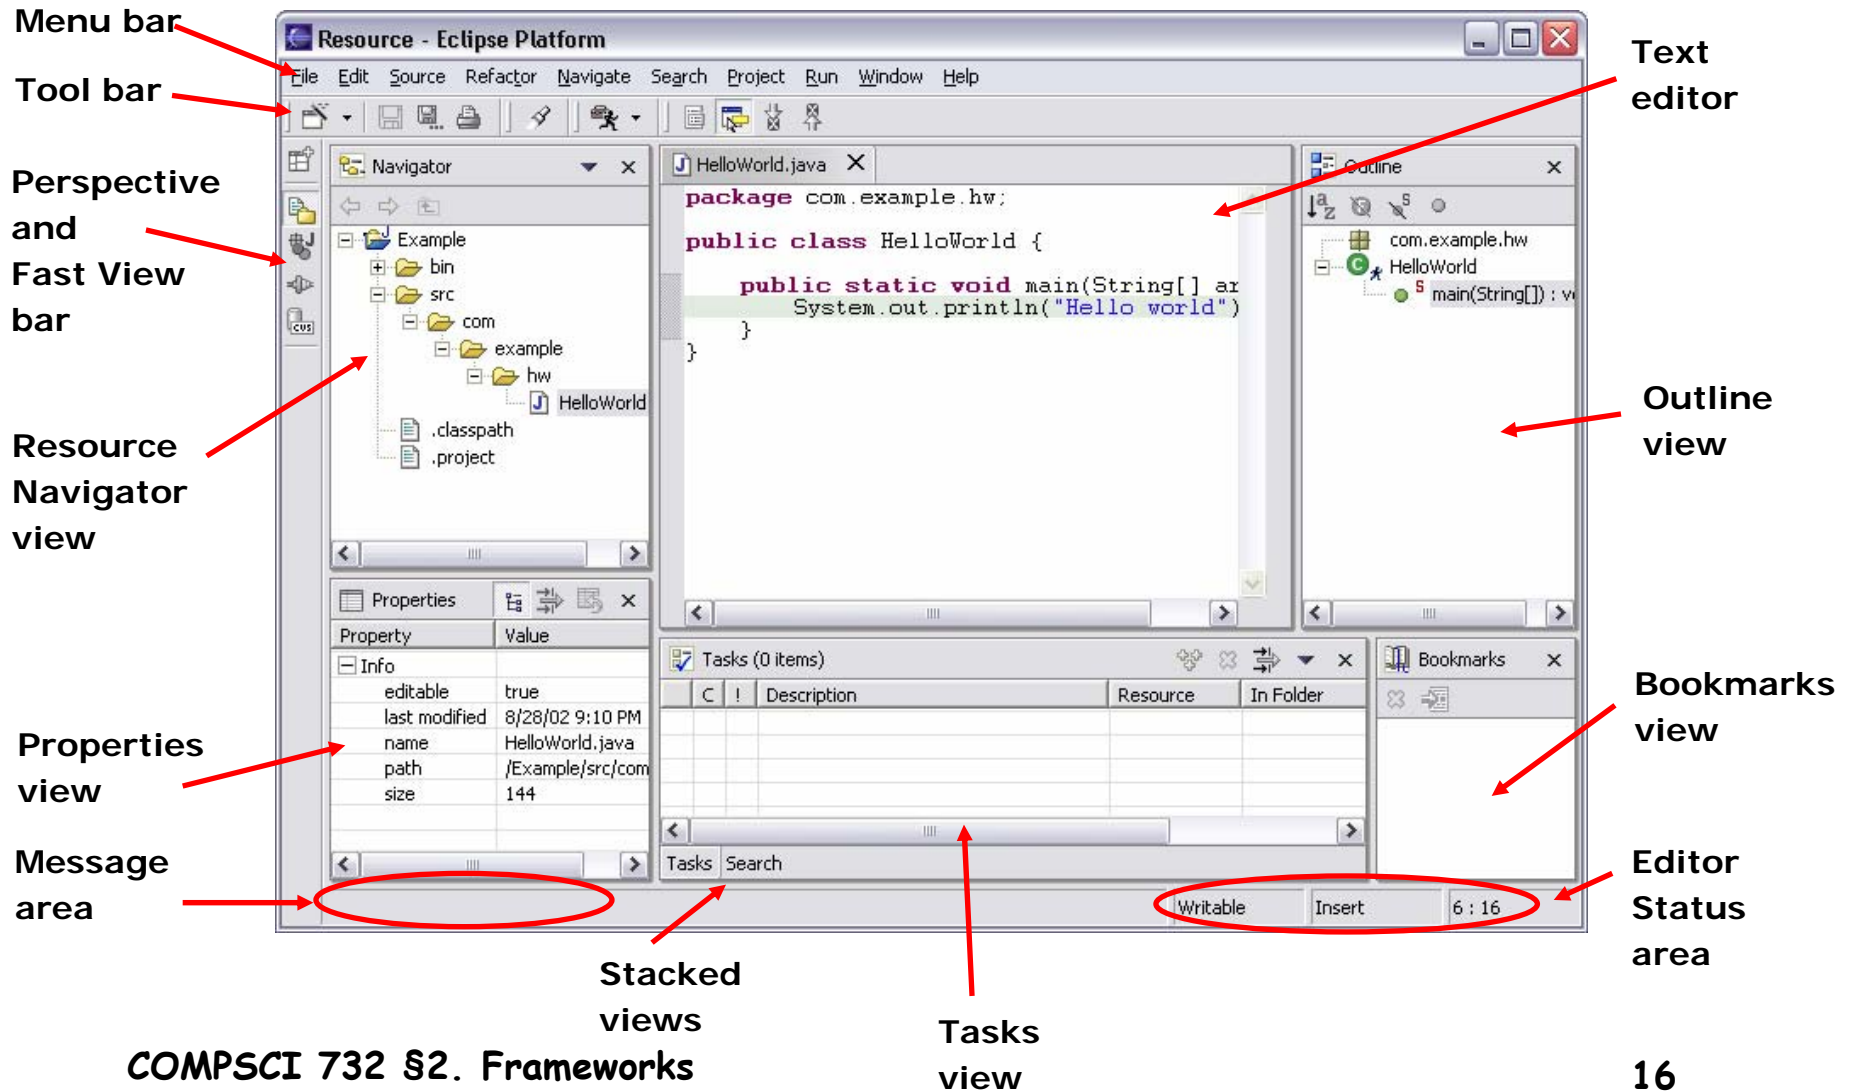 Menu bar
Tool bar
Perspective
and
Fast View
bar
Resource
Navigator
view
Properties
view
Message
area
Resource - Eclipse Platform
File Edit Source Refactor Navigate Search Project Run Window Help
Navigator
Example
bin
src
com
example
hw
HelloWorld
.classpath
.project
cvs
Properties
Property Value
Info
editable true
last modified 8/28/02 9:10 PM
name HelloWorld.java
path /Example/src/com
size 144
HelloWorld.java
package com.example.hw;
public class HelloWorld {
public static void main(String[] ar
System.out.println("Hello world")
}
}
Outline
com.example.hw
HelloWorld
main(String[]) : v
Tasks (0 items)
C ! Description Resource In Folder
Tasks Search
Bookmarks
Writable Insert 6 : 16
Text
editor
Outline
view
Bookmarks
view
Editor
Status
area
Stacked
views
Tasks
view
COMPSCI 732 §2. Frameworks
16